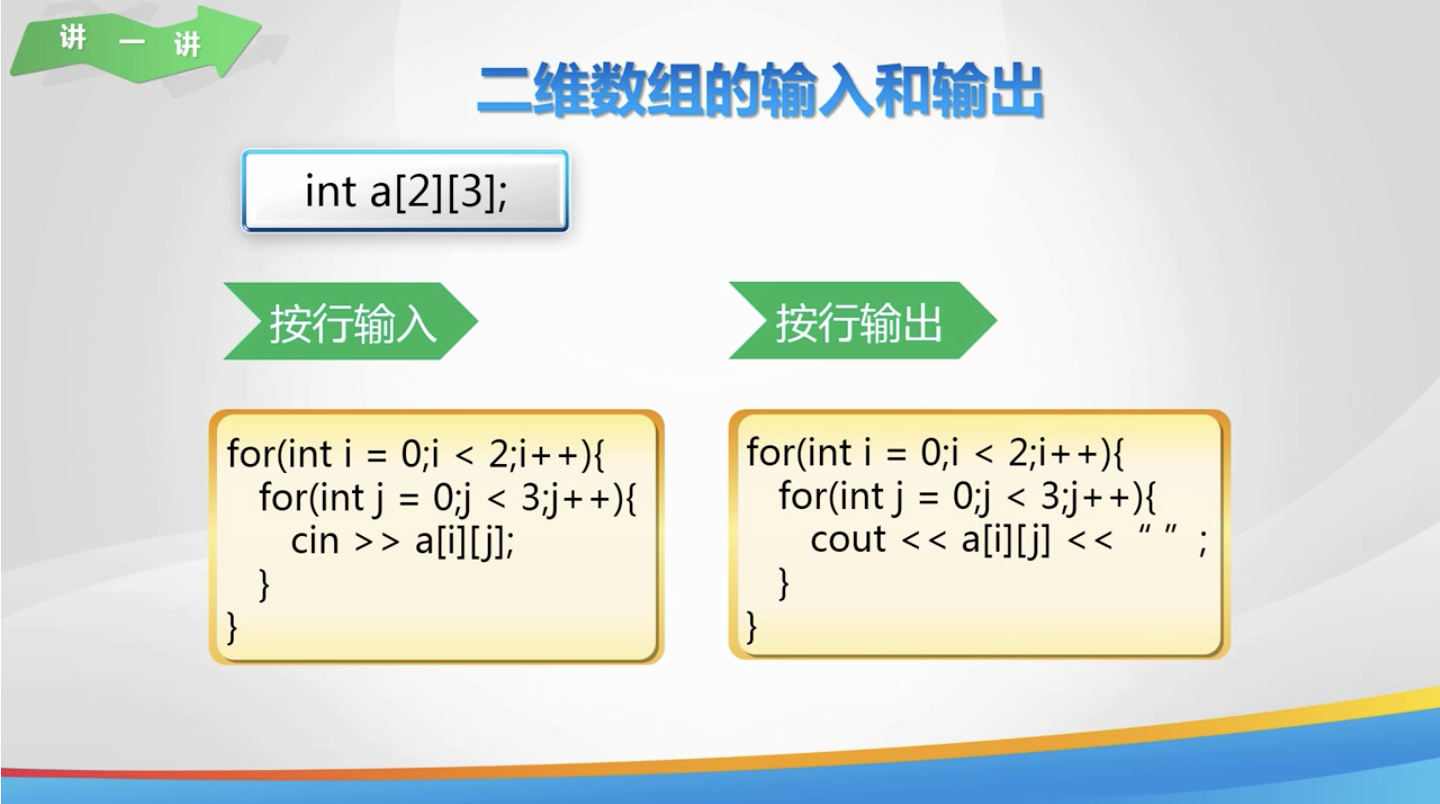 讲一讲
二维数组的输入和输出
int a[2][3];
按行输入
按行输出
for(int i = 0;i < 2;i++){
for(int j = 0;j < 3;j++){
cin >> a[i][j];
}
}
for(int i = 0;i < 2;i++){
for(int j = 0;j < 3;j++){
cout << a[i][j] << “ ” ;
}
}